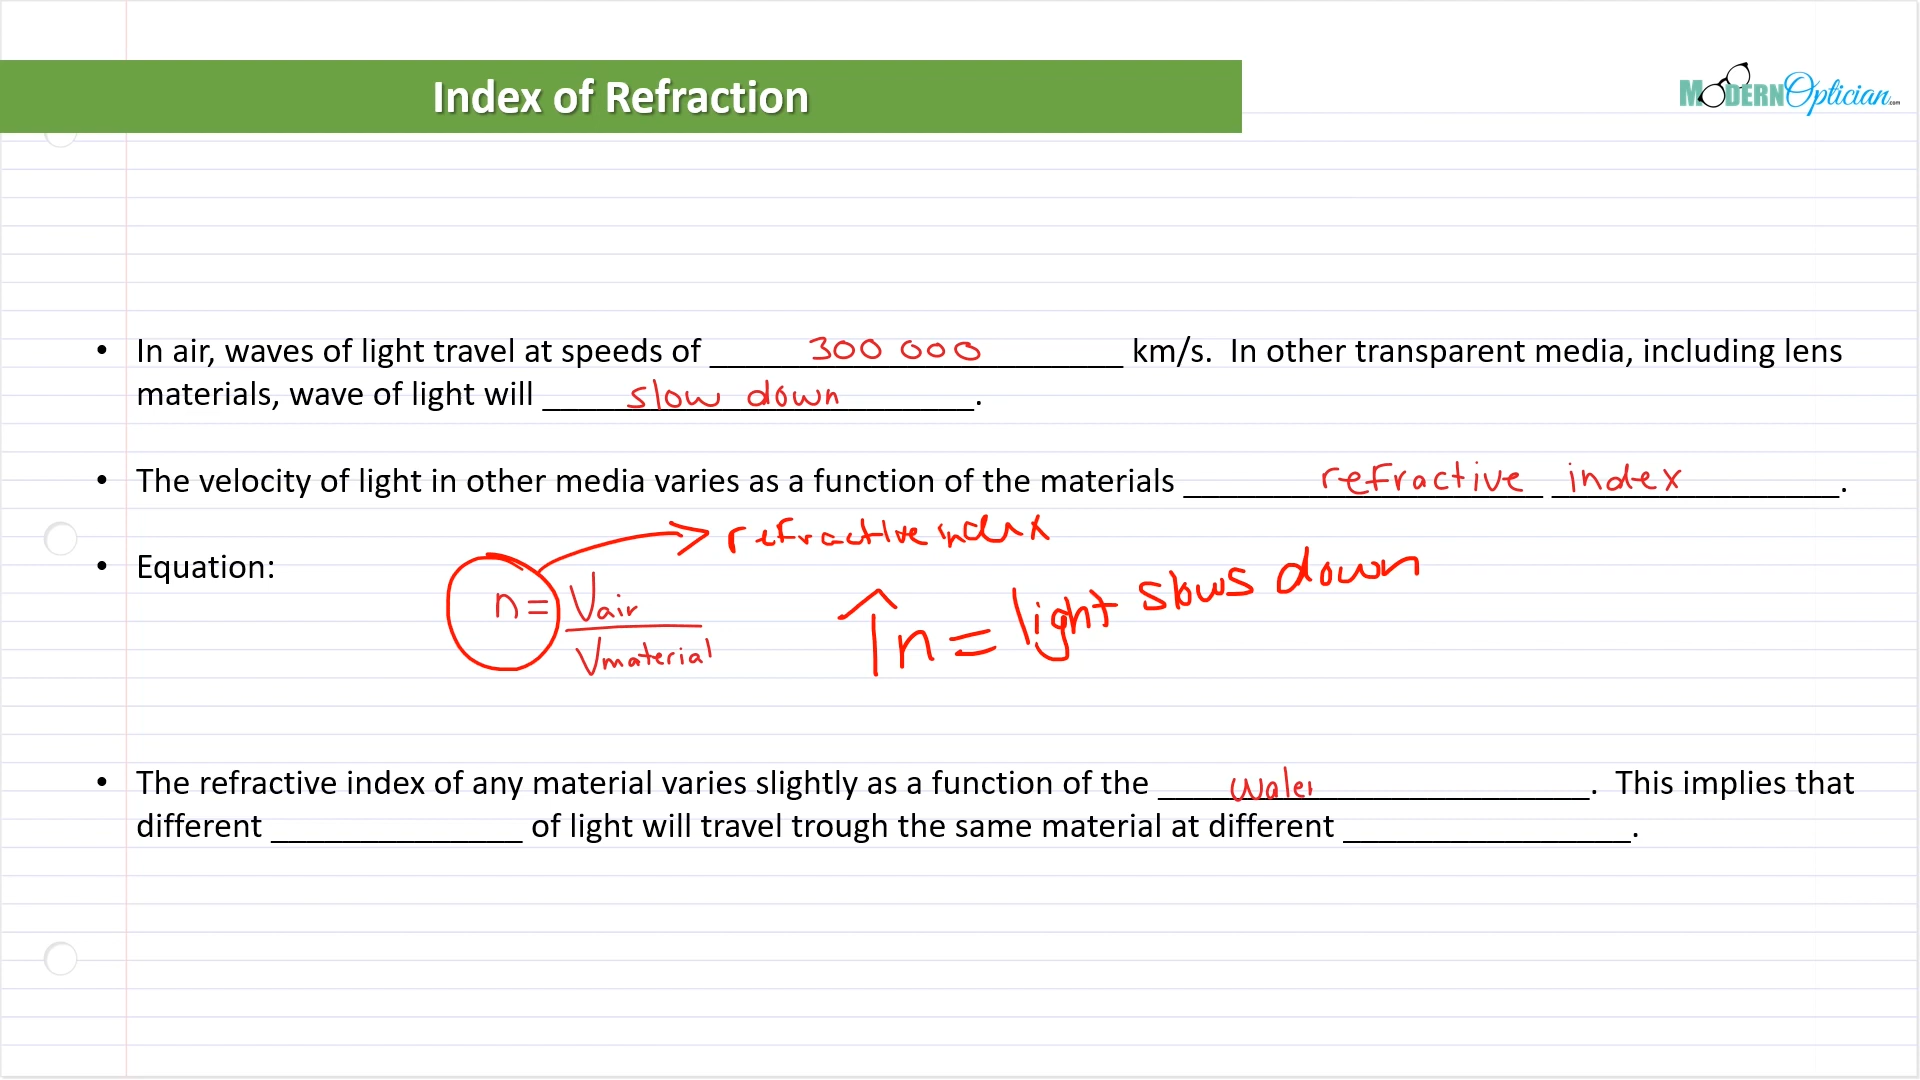 Index of Refraction
MODERNOptician.com
• In air, waves of light travel at speeds of 300 000 km/s. In other transparent media, including lens
materials, wave of light will slow down.
• The velocity of light in other media varies as a function of the materials refractive index.
refractive index
• Equation:
n = Vair / Vmaterial
↑n = light slows down
• The refractive index of any material varies slightly as a function of the ____. This implies that
different ____ of light will travel trough the same material at different ____.